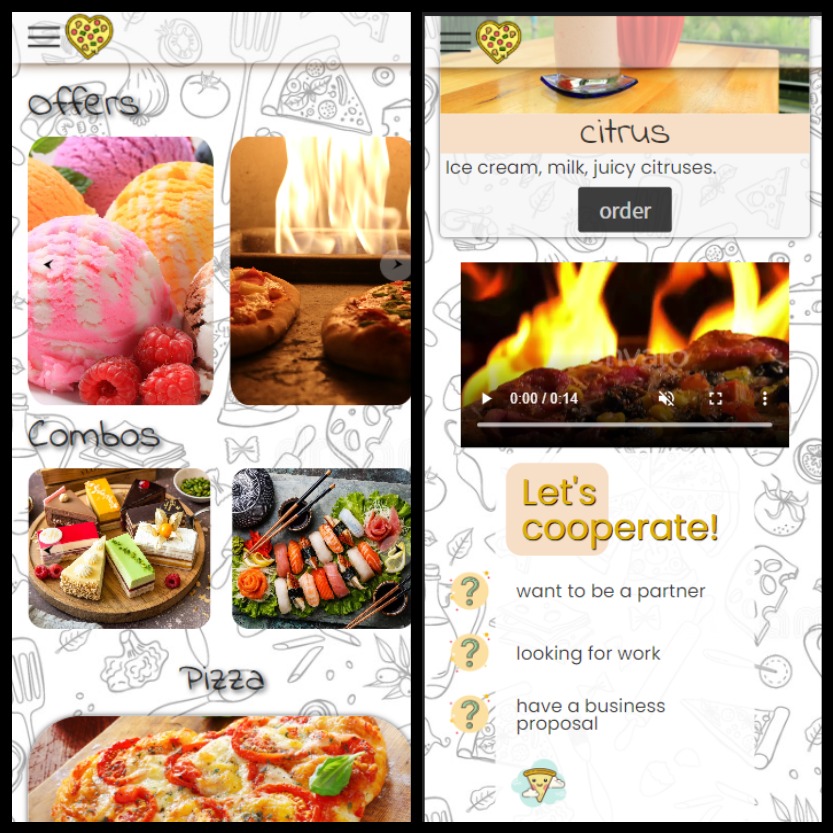 Offers
Combos
Pizza
citrus
Ice cream, milk, juicy citruses.
order
0:00 / 0:14
Let's
cooperate!
want to be a partner
looking for work
have a business
proposal